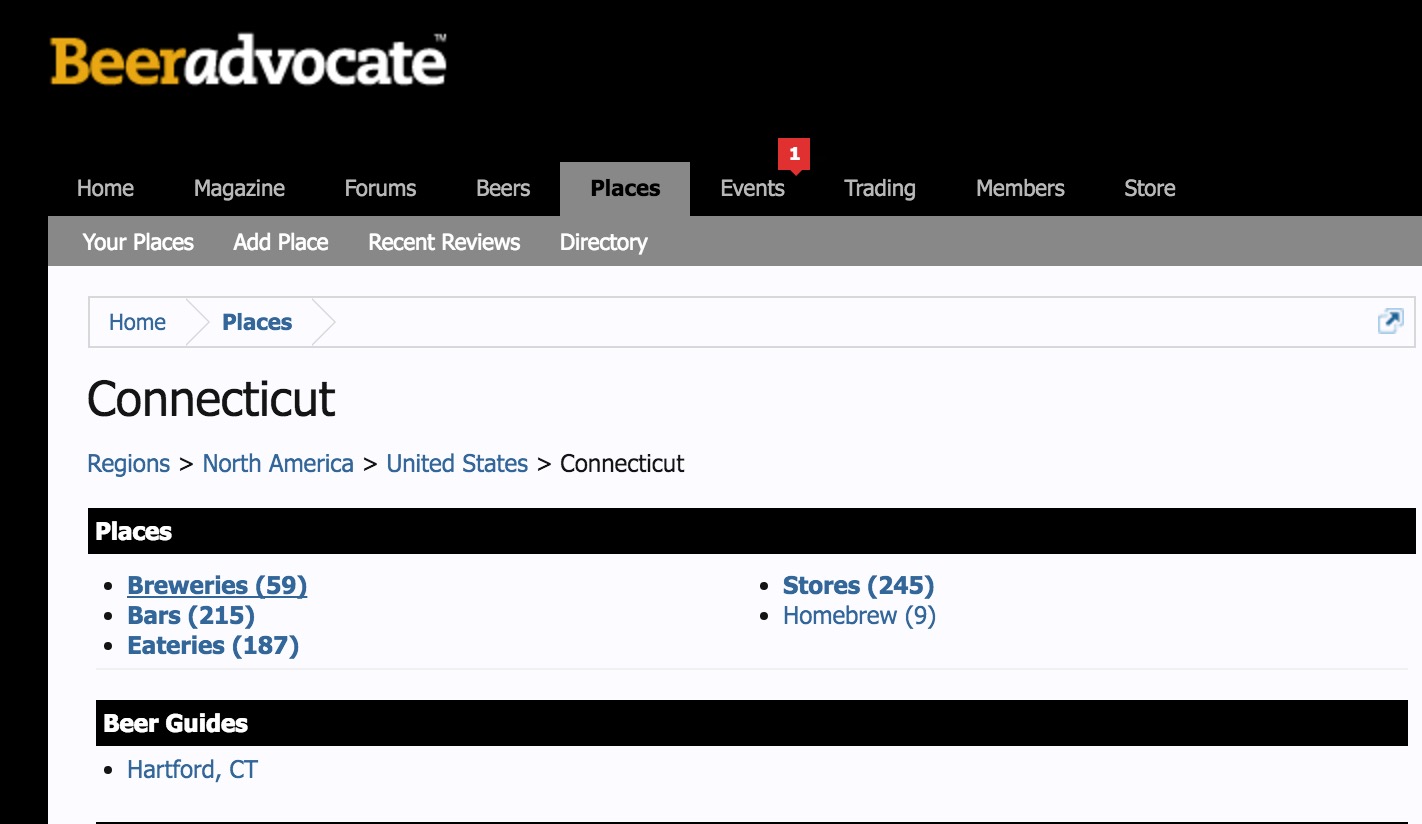 Beeradvocate™
1
Home Magazine Forums Beers Places Events Trading Members Store
Your Places Add Place Recent Reviews Directory
Home Places
Connecticut
Regions > North America > United States > Connecticut
Places
Breweries (59)
Bars (215)
Eateries (187)
Stores (245)
Homebrew (9)
Beer Guides
Hartford, CT